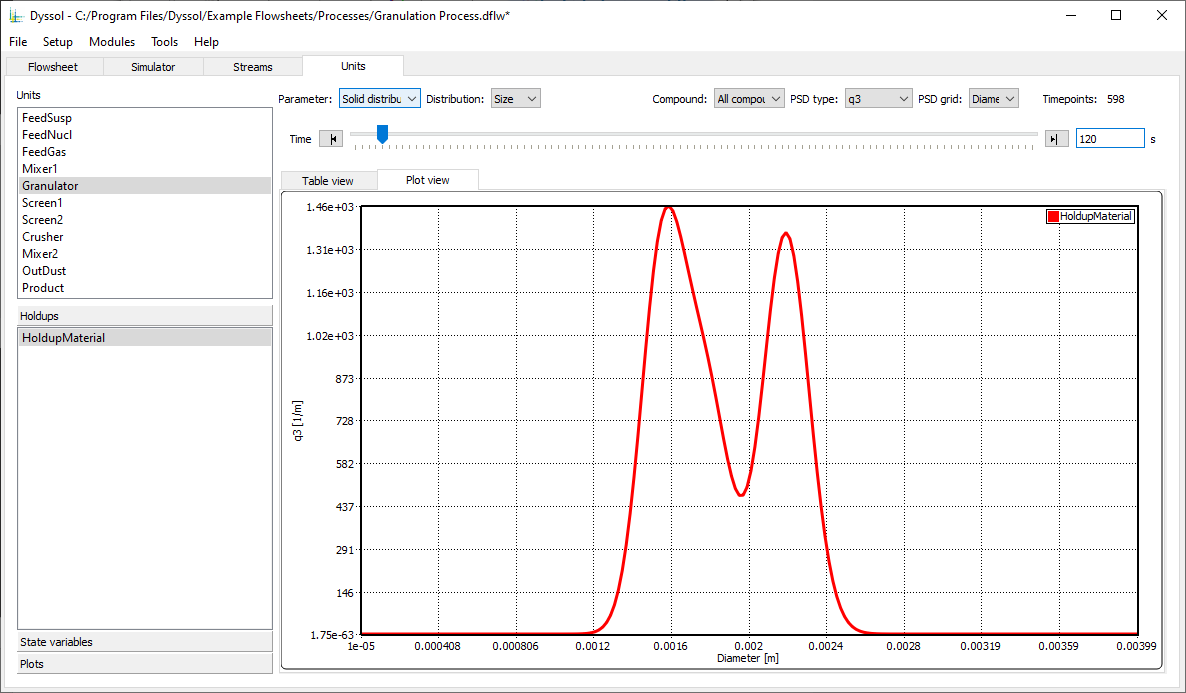 Dyssol - C:/Program Files/Dyssol/Example Flowsheets/Processes/Granulation Process.dflw*
File Setup Modules Tools Help
Flowsheet Simulator Streams Units
Units
FeedSusp
FeedNucl
FeedGas
Mixer1
Granulator
Screen1
Screen2
Crusher
Mixer2
OutDust
Product
Holdups
HoldupMaterial
State variables
Plots
Parameter: Solid distribu Distribution: Size Compound: All compou PSD type: q3 PSD grid: Diame Timepoints: 598
Time 120 s
Table view Plot view
HoldupMaterial
1.46e+03
1.31e+03
1.16e+03
1.02e+03
873
728
582
437
291
146
1.75e-63
q3 [1/m]
1e-05 0.000408 0.000806 0.0012 0.0016 0.002 0.0024 0.0028 0.00319 0.00359 0.00399
Diameter [m]